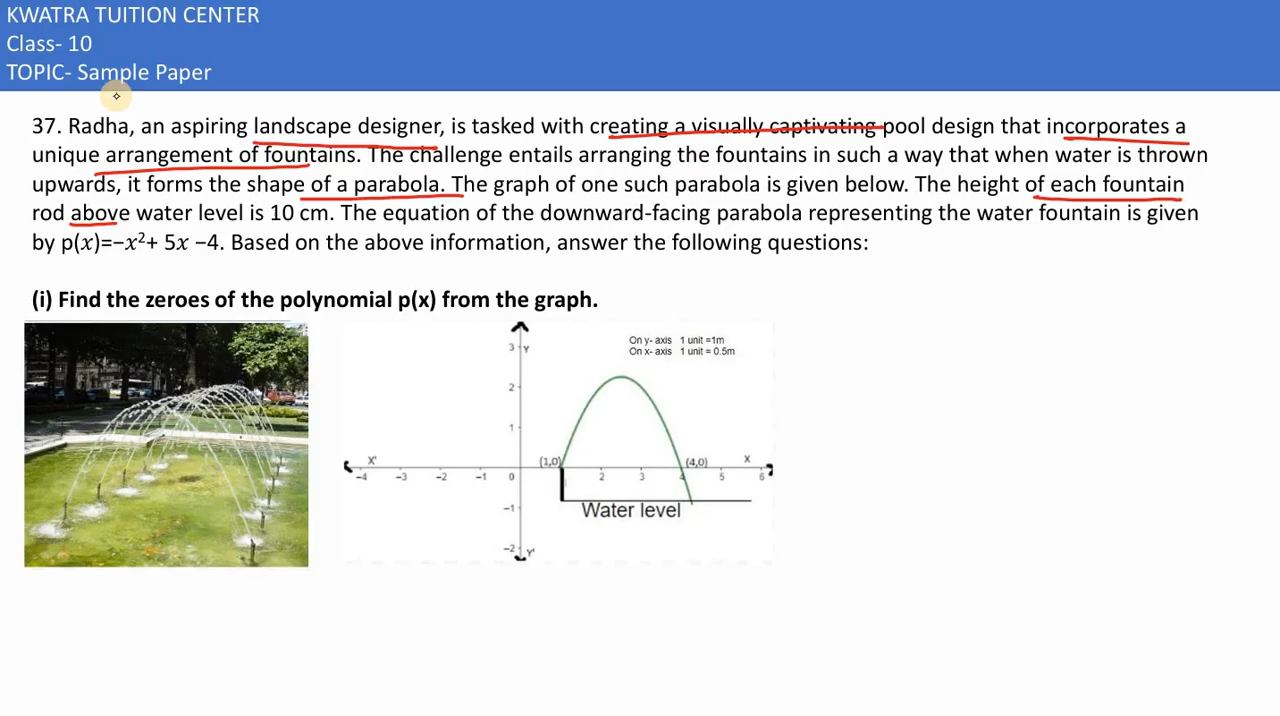 KWATRA TUITION CENTER
Class- 10
TOPIC- Sample Paper
37. Radha, an aspiring landscape designer, is tasked with creating a visually captivating pool design that incorporates a
unique arrangement of fountains. The challenge entails arranging the fountains in such a way that when water is thrown
upwards, it forms the shape of a parabola. The graph of one such parabola is given below. The height of each fountain
rod above water level is 10 cm. The equation of the downward-facing parabola representing the water fountain is given
by p(𝑥)=−𝑥²+ 5𝑥 −4. Based on the above information, answer the following questions:
(i) Find the zeroes of the polynomial p(x) from the graph.
On y- axis 1 unit =1m
On x- axis 1 unit = 0.5m
3 Y
2
1
X' (1,0) (4,0) X
-4 -3 -2 -1 0 2 3 4 5 6
-1 Water level
-2 Y'